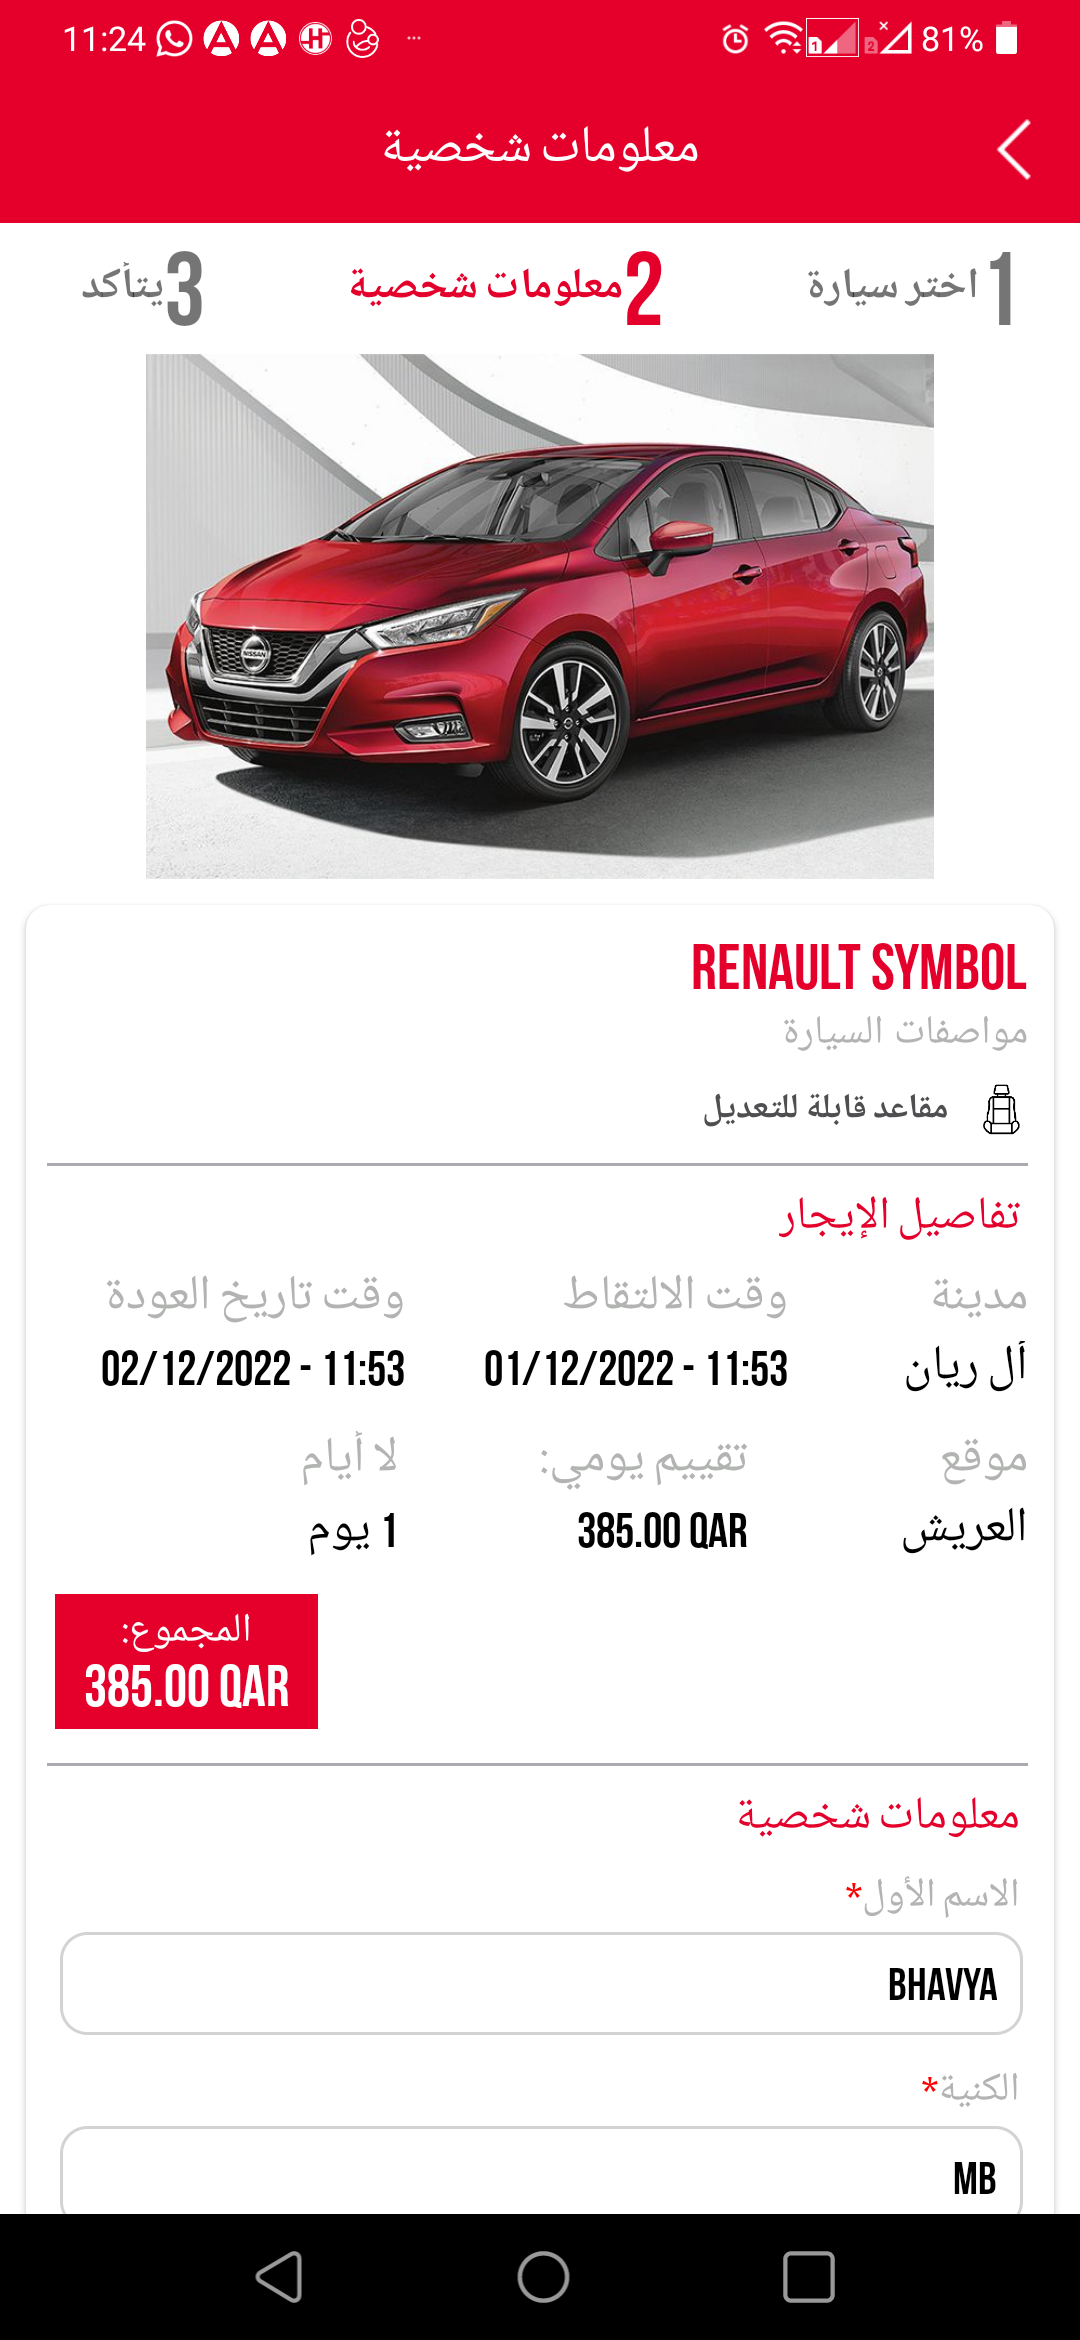 11:24 ... 1 2 81%
معلومات شخصية
1 اختر سيارة 2 معلومات شخصية 3 يتأكد
NISSAN
RENAULT SYMBOL
مواصفات السيارة
مقاعد قابلة للتعديل
تفاصيل الإيجار
مدينة وقت الالتقاط وقت تاريخ العودة
أل ريان 01/12/2022 - 11:53 02/12/2022 - 11:53
موقع تقييم يومي: لا أيام
العريش 385.00 QAR 1 يوم
المجموع:
385.00 QAR
معلومات شخصية
الاسم الأول*
BHAVYA
الكنية*
MB